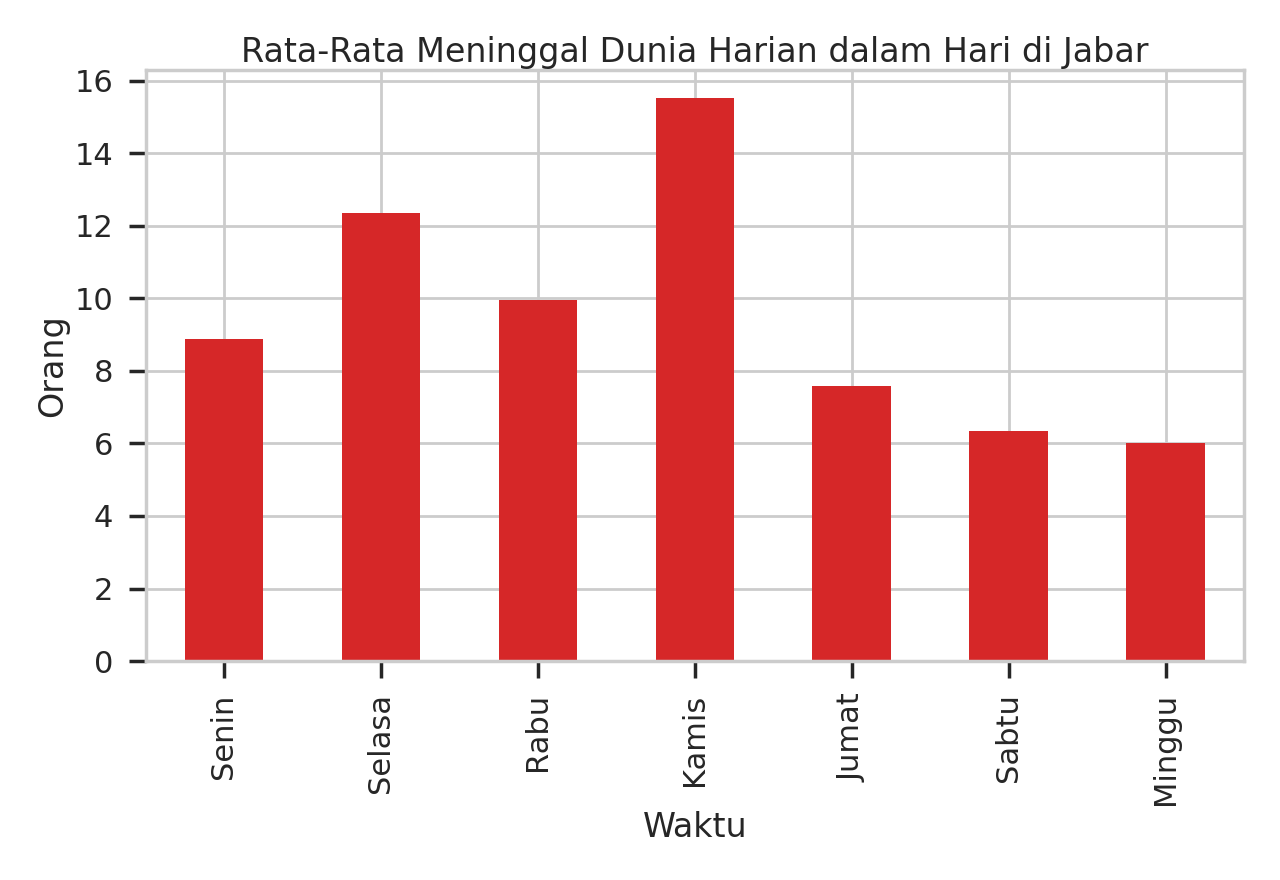 Rata-Rata Meninggal Dunia Harian dalam Hari di Jabar
16
14
12
10
8
6
4
2
0
Orang
Senin
Selasa
Rabu
Kamis
Jumat
Sabtu
Minggu
Waktu